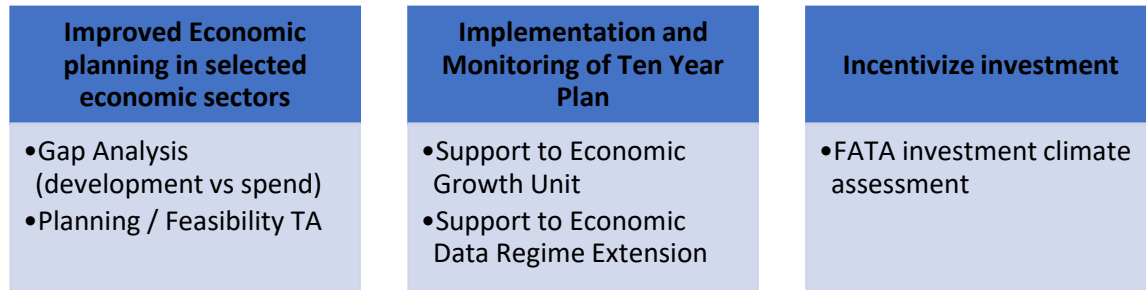 Improved Economic
planning in selected
economic sectors
•Gap Analysis
(development vs spend)
•Planning / Feasibility TA
Implementation and
Monitoring of Ten Year
Plan
•Support to Economic
Growth Unit
•Support to Economic
Data Regime Extension
Incentivize investment
•FATA investment climate
assessment